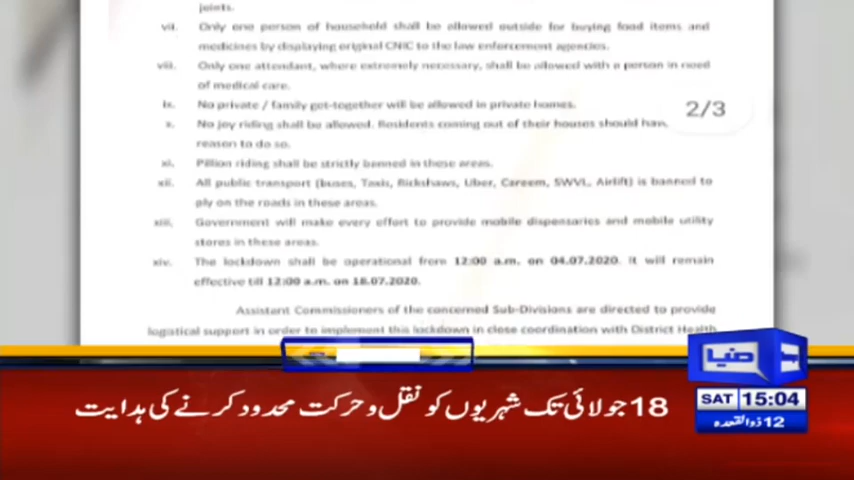 joints.
vii. Only one person of household shall be allowed outside for buying food items and
medicines by displaying original CNIC to the law enforcement agencies.
viii. Only one attendant, where extremely necessary, shall be allowed with a person in need
of medical care.
ix. No private / family get-together will be allowed in private homes.
x. No joy riding shall be allowed. Residents coming out of their houses should have
reason to do so.
2/3
xi. Pillion riding shall be strictly banned in these areas.
xii. All public transport (buses, Taxis, Rickshaws, Uber, Careem, SWVL, Airlift) is banned to
ply on the roads in these areas.
xiii. Government will make every effort to provide mobile dispensaries and mobile utility
stores in these areas.
xiv. The lockdown shall be operational from 12:00 a.m. on 04.07.2020. It will remain
effective till 12:00 a.m. on 18.07.2020.
Assistant Commissioners of the concerned Sub-Divisions are directed to provide
logistical support in order to implement this lockdown in close coordination with District Health
دنیا
18 جولائی تک شہریوں کو نقل و حرکت محدود کرنے کی ہدایت
SAT 15:04
12 ذوالقعدہ